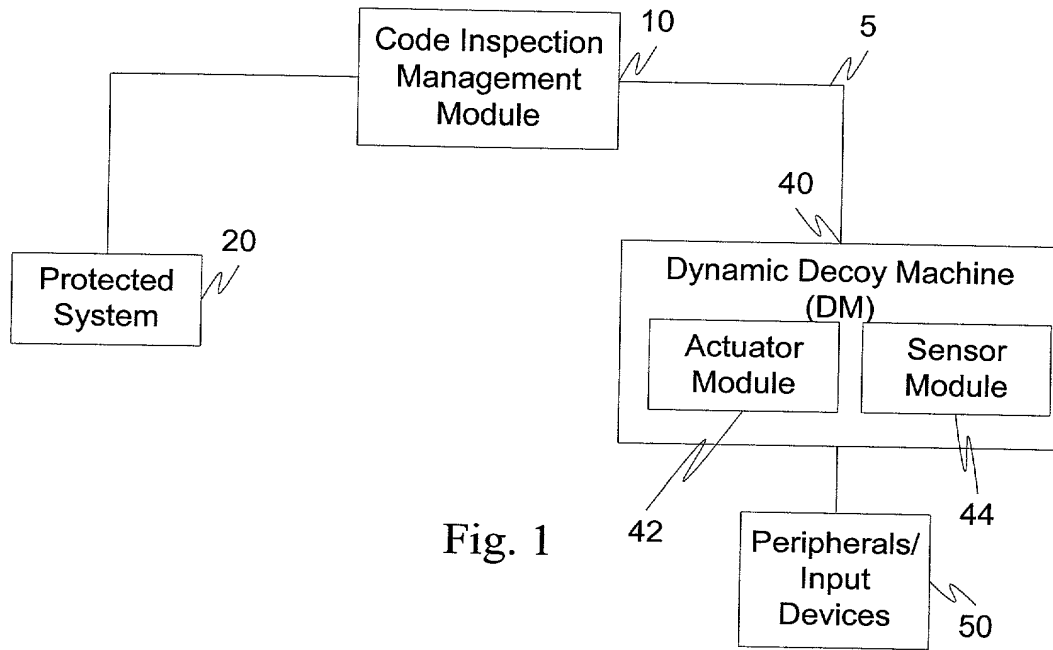 10
5
Code Inspection
Management
Module
40
20
Protected
System
Dynamic Decoy Machine
(DM)
Actuator
Module
Sensor
Module
42
44
Fig. 1
Peripherals/
Input
Devices
50